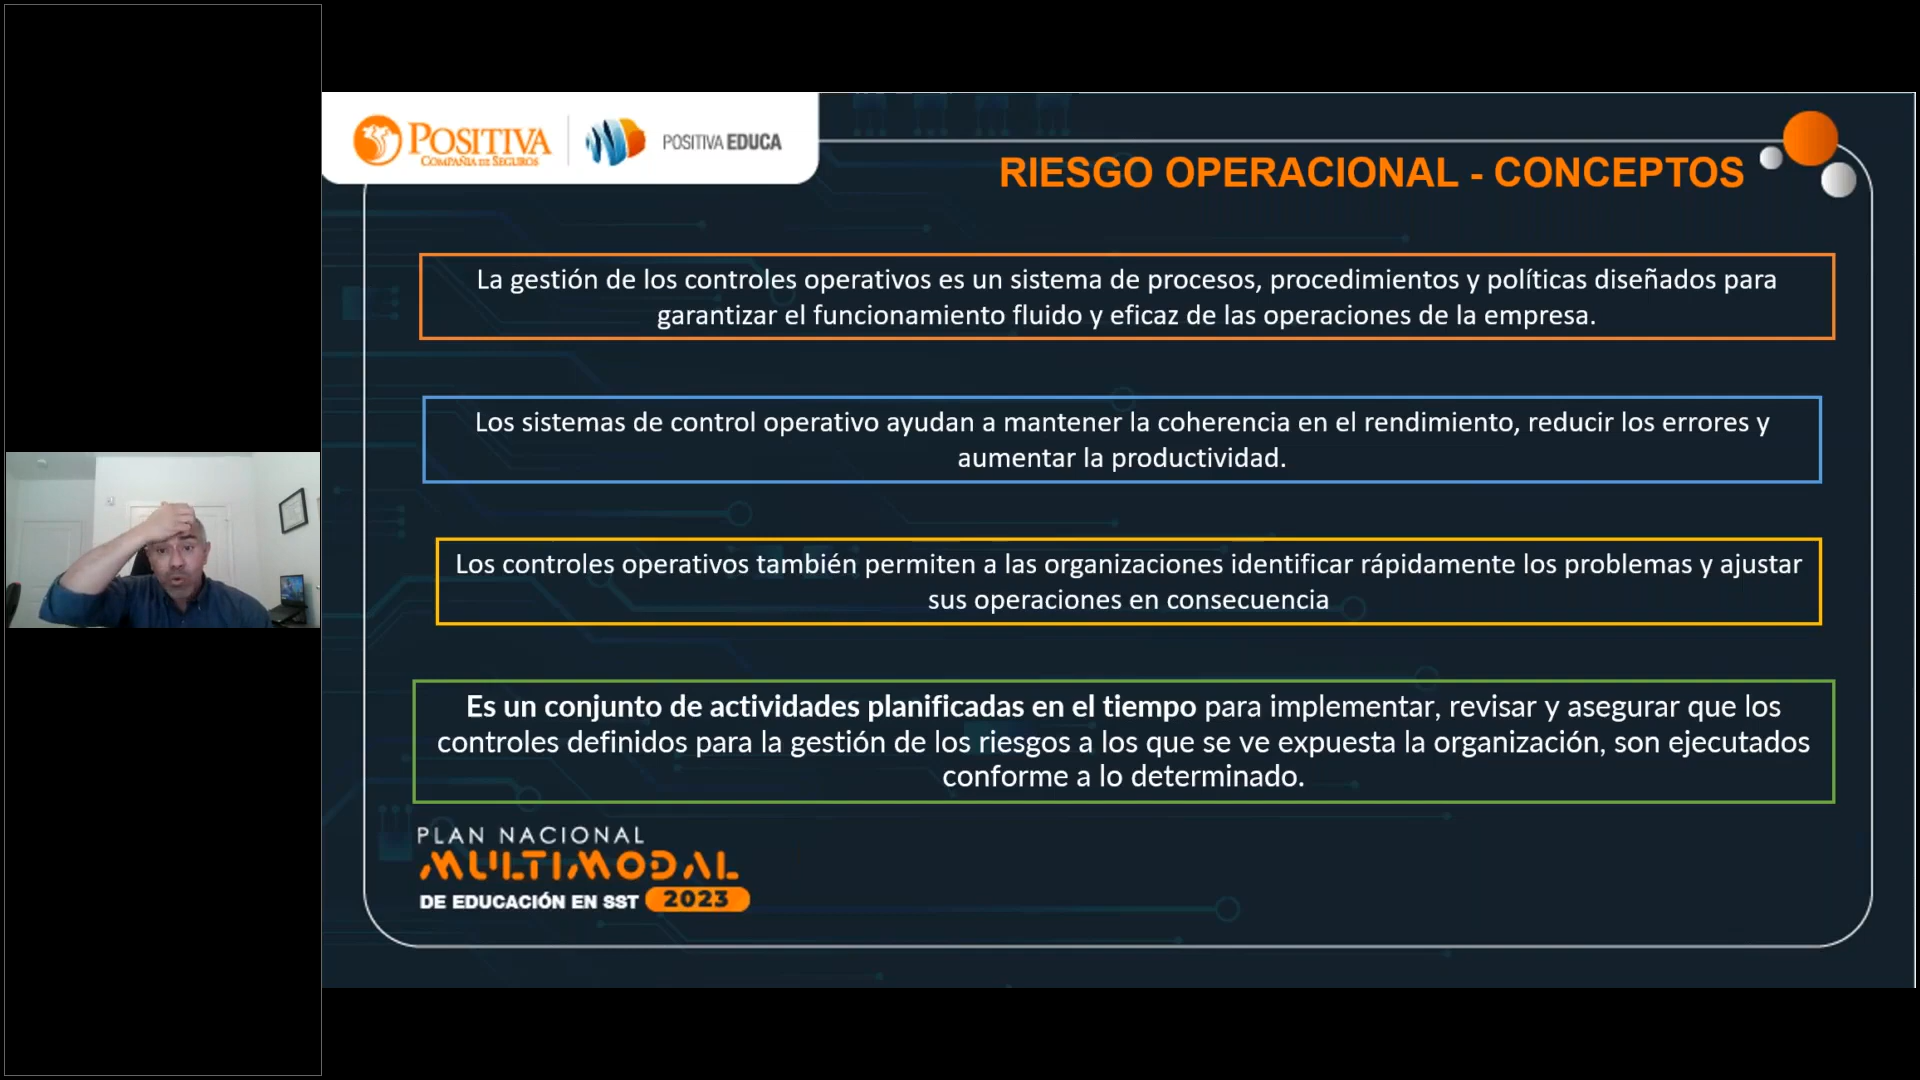 POSITIVA
COMPAÑÍA DE SEGUROS
POSITIVA EDUCA
RIESGO OPERACIONAL - CONCEPTOS
La gestión de los controles operativos es un sistema de procesos, procedimientos y políticas diseñados para
garantizar el funcionamiento fluido y eficaz de las operaciones de la empresa.
Los sistemas de control operativo ayudan a mantener la coherencia en el rendimiento, reducir los errores y
aumentar la productividad.
Los controles operativos también permiten a las organizaciones identificar rápidamente los problemas y ajustar
sus operaciones en consecuencia
Es un conjunto de actividades planificadas en el tiempo para implementar, revisar y asegurar que los
controles definidos para la gestión de los riesgos a los que se ve expuesta la organización, son ejecutados
conforme a lo determinado.
PLAN NACIONAL
MULTIMODAL
DE EDUCACIÓN EN SST 2023